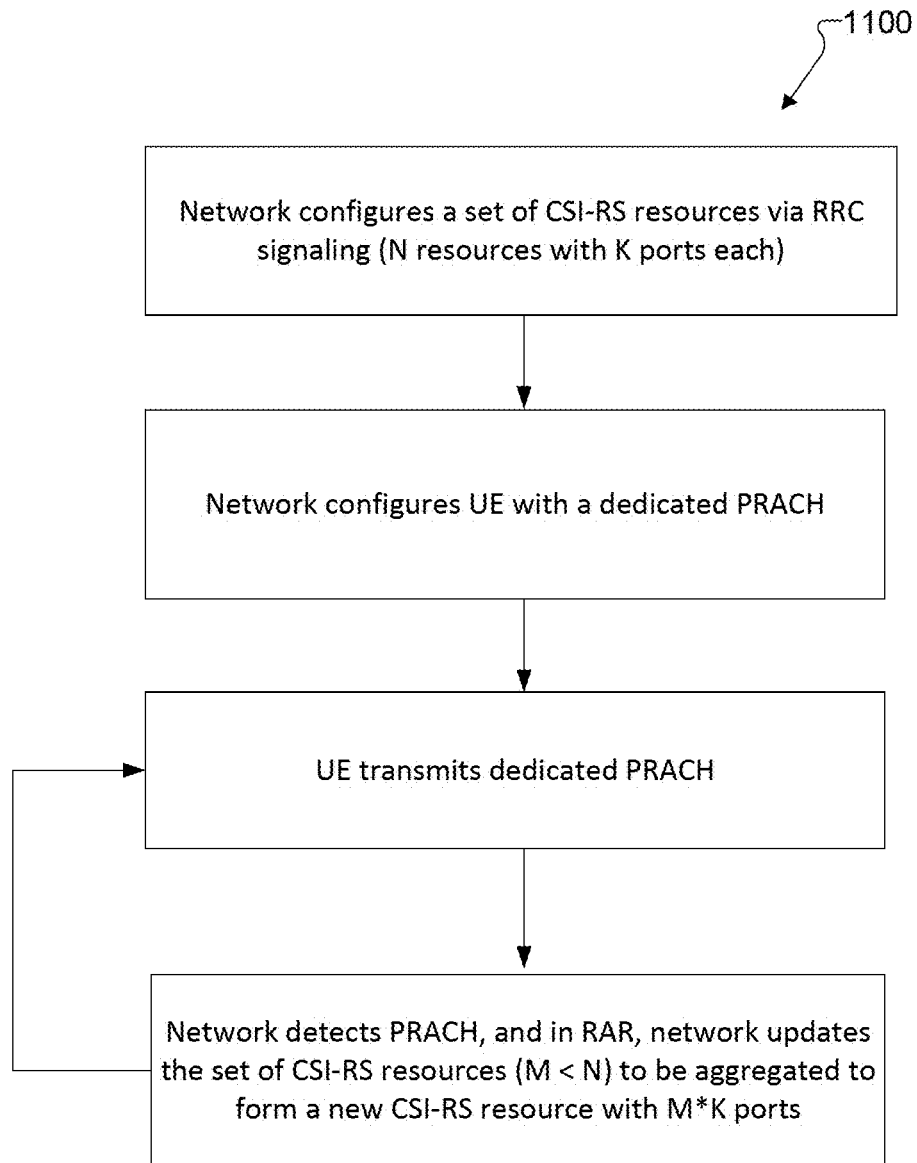 1100
Network configures a set of CSI-RS resources via RRC
signaling (N resources with K ports each)
Network configures UE with a dedicated PRACH
UE transmits dedicated PRACH
Network detects PRACH, and in RAR, network updates
the set of CSI-RS resources (M < N) to be aggregated to
form a new CSI-RS resource with M*K ports